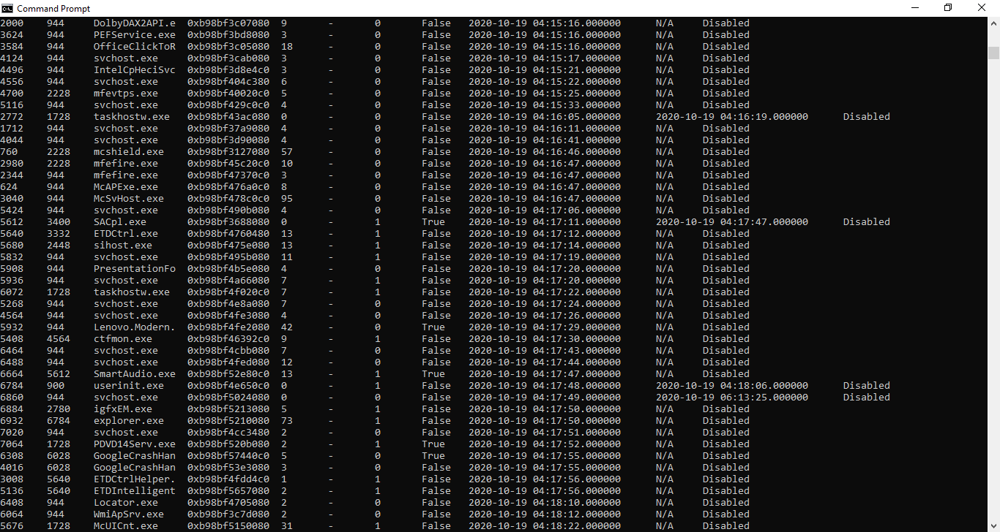 Command Prompt
2000 944 DolbyDAX2API.e 0xb98bf3c07080 9 - 0 False 2020-10-19 04:15:16.000000 N/A Disabled
3624 944 PEFService.exe 0xb98bf3bd8080 3 - 0 False 2020-10-19 04:15:16.000000 N/A Disabled
3584 944 OfficeClickToR 0xb98bf3c05080 18 - 0 False 2020-10-19 04:15:16.000000 N/A Disabled
4124 944 svchost.exe 0xb98bf3cab080 3 - 0 False 2020-10-19 04:15:17.000000 N/A Disabled
4496 944 IntelCpHeciSvc 0xb98bf3d8e4c0 3 - 0 False 2020-10-19 04:15:21.000000 N/A Disabled
4556 944 svchost.exe 0xb98bf404c380 6 - 0 False 2020-10-19 04:15:22.000000 N/A Disabled
4700 2228 mfevtps.exe 0xb98bf40020c0 5 - 0 False 2020-10-19 04:15:25.000000 N/A Disabled
5116 944 svchost.exe 0xb98bf429c0c0 4 - 0 False 2020-10-19 04:15:33.000000 N/A Disabled
2772 1728 taskhostw.exe 0xb98bf43ac080 0 - 0 False 2020-10-19 04:16:05.000000 2020-10-19 04:16:19.000000 Disabled
1712 944 svchost.exe 0xb98bf37a9080 4 - 0 False 2020-10-19 04:16:11.000000 N/A Disabled
4044 944 svchost.exe 0xb98bf3d90080 4 - 0 False 2020-10-19 04:16:41.000000 N/A Disabled
760 2228 mcshield.exe 0xb98bf3127080 57 - 0 False 2020-10-19 04:16:46.000000 N/A Disabled
2980 2228 mfefire.exe 0xb98bf45c20c0 10 - 0 False 2020-10-19 04:16:47.000000 N/A Disabled
2344 944 mfefire.exe 0xb98bf47370c0 3 - 0 False 2020-10-19 04:16:47.000000 N/A Disabled
624 944 McAPExe.exe 0xb98bf476a0c0 8 - 0 False 2020-10-19 04:16:47.000000 N/A Disabled
3040 944 McSvHost.exe 0xb98bf478c0c0 95 - 0 False 2020-10-19 04:16:47.000000 N/A Disabled
5424 944 svchost.exe 0xb98bf490b080 4 - 0 False 2020-10-19 04:17:06.000000 N/A Disabled
5612 3400 SACpl.exe 0xb98bf3688080 0 - 1 True 2020-10-19 04:17:11.000000 2020-10-19 04:17:47.000000 Disabled
5640 3332 ETDCtrl.exe 0xb98bf4760480 13 - 1 False 2020-10-19 04:17:12.000000 N/A Disabled
5680 2448 sihost.exe 0xb98bf475e080 13 - 1 False 2020-10-19 04:17:14.000000 N/A Disabled
5832 944 svchost.exe 0xb98bf495b080 11 - 1 False 2020-10-19 04:17:19.000000 N/A Disabled
5908 944 PresentationFo 0xb98bf4b5e080 4 - 0 False 2020-10-19 04:17:20.000000 N/A Disabled
5936 944 svchost.exe 0xb98bf4a66080 7 - 1 False 2020-10-19 04:17:20.000000 N/A Disabled
6072 1728 taskhostw.exe 0xb98bf4f020c0 7 - 1 False 2020-10-19 04:17:22.000000 N/A Disabled
5268 944 svchost.exe 0xb98bf4e8a080 7 - 0 False 2020-10-19 04:17:24.000000 N/A Disabled
4564 944 svchost.exe 0xb98bf4fe3080 4 - 0 False 2020-10-19 04:17:26.000000 N/A Disabled
5932 944 Lenovo.Modern. 0xb98bf4fe2080 42 - 0 True 2020-10-19 04:17:29.000000 N/A Disabled
5408 4564 ctfmon.exe 0xb98bf46392c0 9 - 1 False 2020-10-19 04:17:30.000000 N/A Disabled
6464 944 svchost.exe 0xb98bf4cbb080 7 - 0 False 2020-10-19 04:17:43.000000 N/A Disabled
6488 944 svchost.exe 0xb98bf4fed080 12 - 0 False 2020-10-19 04:17:44.000000 N/A Disabled
6664 5612 SmartAudio.exe 0xb98bf52e80c0 13 - 1 True 2020-10-19 04:17:47.000000 N/A Disabled
6784 900 userinit.exe 0xb98bf4e650c0 0 - 1 False 2020-10-19 04:17:48.000000 2020-10-19 04:18:06.000000 Disabled
6860 944 svchost.exe 0xb98bf5024080 0 - 0 False 2020-10-19 04:17:49.000000 2020-10-19 06:13:25.000000 Disabled
6884 2780 igfxEM.exe 0xb98bf5213080 5 - 1 False 2020-10-19 04:17:50.000000 N/A Disabled
6932 6784 explorer.exe 0xb98bf5210080 73 - 1 False 2020-10-19 04:17:50.000000 N/A Disabled
7020 944 svchost.exe 0xb98bf4cc3480 2 - 0 False 2020-10-19 04:17:51.000000 N/A Disabled
7064 1728 PDVD14Serv.exe 0xb98bf520b080 2 - 1 True 2020-10-19 04:17:52.000000 N/A Disabled
6308 6028 GoogleCrashHan 0xb98bf57440c0 5 - 0 True 2020-10-19 04:17:55.000000 N/A Disabled
4016 6028 GoogleCrashHan 0xb98bf53e3080 3 - 0 False 2020-10-19 04:17:55.000000 N/A Disabled
3008 5640 ETDCtrlHelper. 0xb98bf4fdd4c0 1 - 1 False 2020-10-19 04:17:56.000000 N/A Disabled
5136 5640 ETDIntelligent 0xb98bf5657080 2 - 1 False 2020-10-19 04:17:56.000000 N/A Disabled
6408 944 Locator.exe 0xb98bf4705080 2 - 0 False 2020-10-19 04:18:10.000000 N/A Disabled
6064 944 WmiApSrv.exe 0xb98bf3c7d080 2 - 0 False 2020-10-19 04:18:12.000000 N/A Disabled
5676 1728 McUICnt.exe 0xb98bf5150080 31 - 1 False 2020-10-19 04:18:22.000000 N/A Disabled